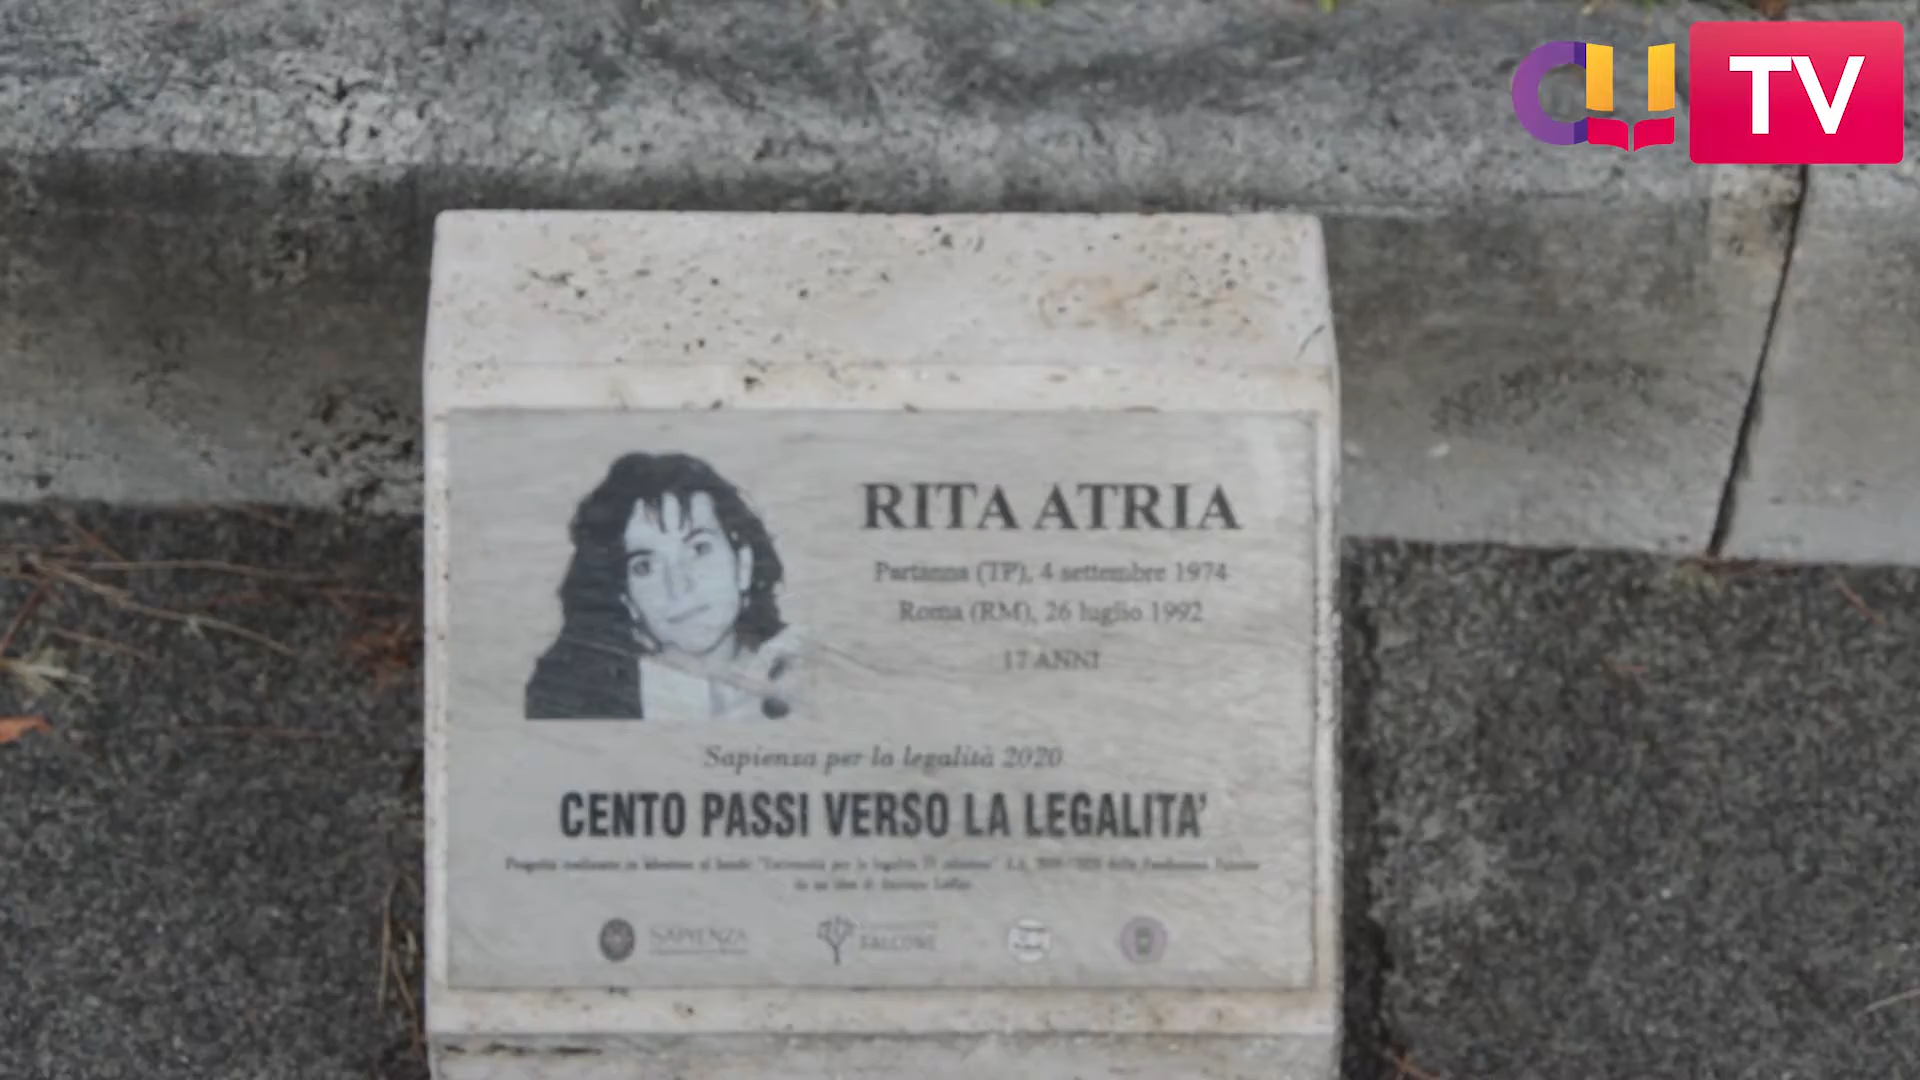 CU TV
RITA ATRIA
Partanna (TP), 4 settembre 1974
Roma (RM), 26 luglio 1992
17 ANNI
Sapienza per la legalità 2020
CENTO PASSI VERSO LA LEGALITA'
SAPIENZA
FALCONE